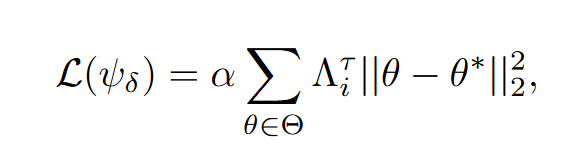 𝓛(ψ_δ) = α ∑_{θ∈Θ} Λ_i^τ ||θ − θ*||_2^2,